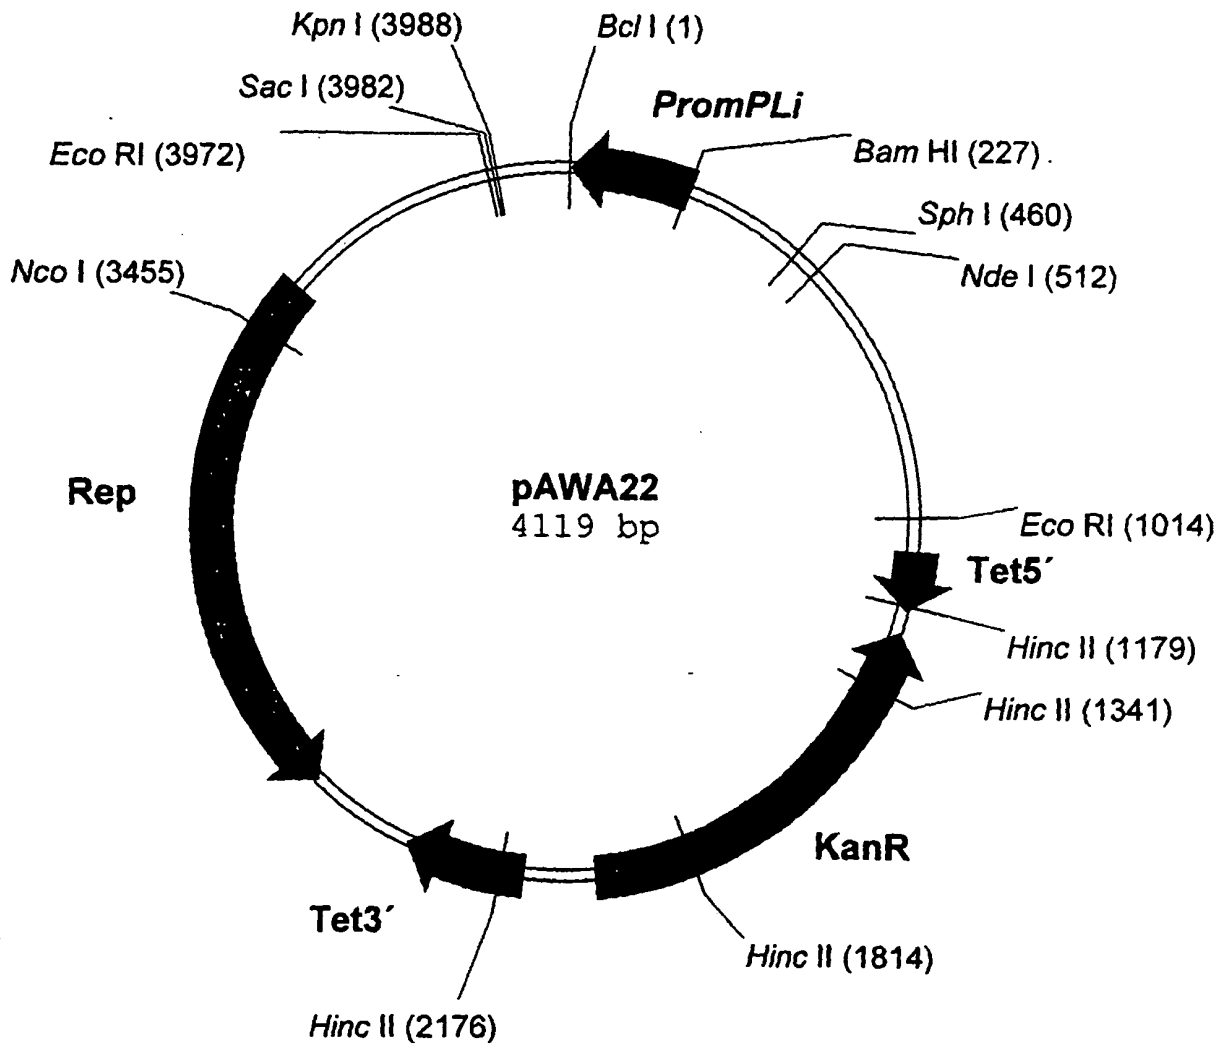 Kpn I (3988)
Bcl I (1)
Sac I (3982)
PromPLi
Eco RI (3972)
Bam HI (227)
Sph I (460)
Nco I (3455)
Nde I (512)
Rep
pAWA22
4119 bp
Eco RI (1014)
Tet5´
Hinc II (1179)
Hinc II (1341)
KanR
Tet3´
Hinc II (1814)
Hinc II (2176)